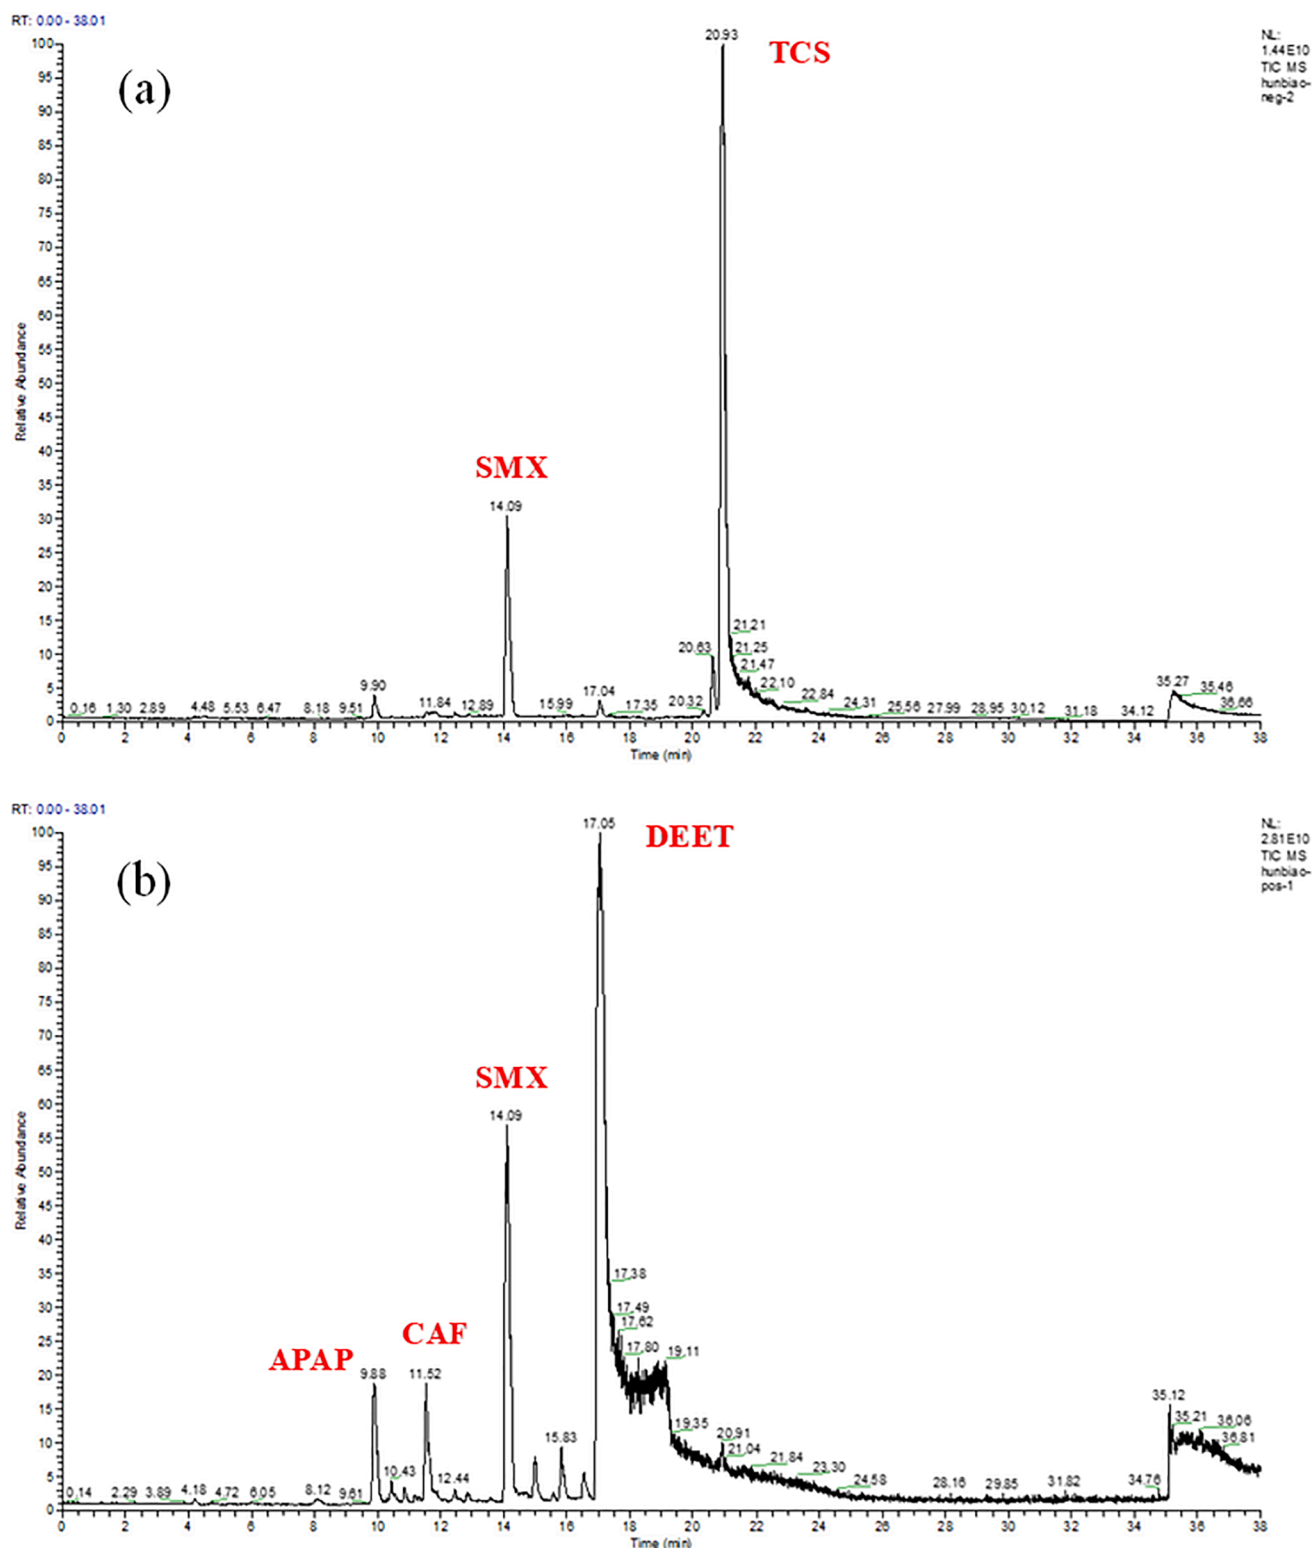 RT: 0.00 - 38.01
NL:
1.44E10
TIC MS
hunbiao-
neg-2
(a)
TCS
20.93
SMX
14.09
21.21
20.63
21.25
21.47
9.90
22.10
35.27
35.46
0.16 1.30 2.89 4.48 5.53 6.47 8.18 9.51 11.84 12.89 15.99 17.04 17.35 20.32 22.84 24.31 25.56 27.99 28.95 30.12 31.18 34.12 36.66
100
95
90
85
80
75
70
65
60
55
50
45
40
35
30
25
20
15
10
5
0
Relative Abundance
0 2 4 6 8 10 12 14 16 18 20 22 24 26 28 30 32 34 36 38
Time (min)
RT: 0.00 - 38.01
NL:
2.81E10
TIC MS
hunbiao-
pos-1
(b)
17.05
DEET
SMX
14.09
17.38
17.49
17.62
CAF
17.80
19.11
APAP
9.88
11.52
35.12
15.83
19.35
20.91
35.21
36.06
21.04
36.81
10.43
12.44
21.84
23.30
0.14 2.29 3.89 4.18 4.72 6.05 8.12 9.61 24.58 28.16 29.85 31.82 34.76
100
95
90
85
80
75
70
65
60
55
50
45
40
35
30
25
20
15
10
5
0
Relative Abundance
0 2 4 6 8 10 12 14 16 18 20 22 24 26 28 30 32 34 36 38
Time (min)